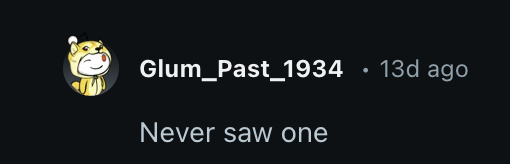 Glum_Past_1934 • 13d ago
Never saw one